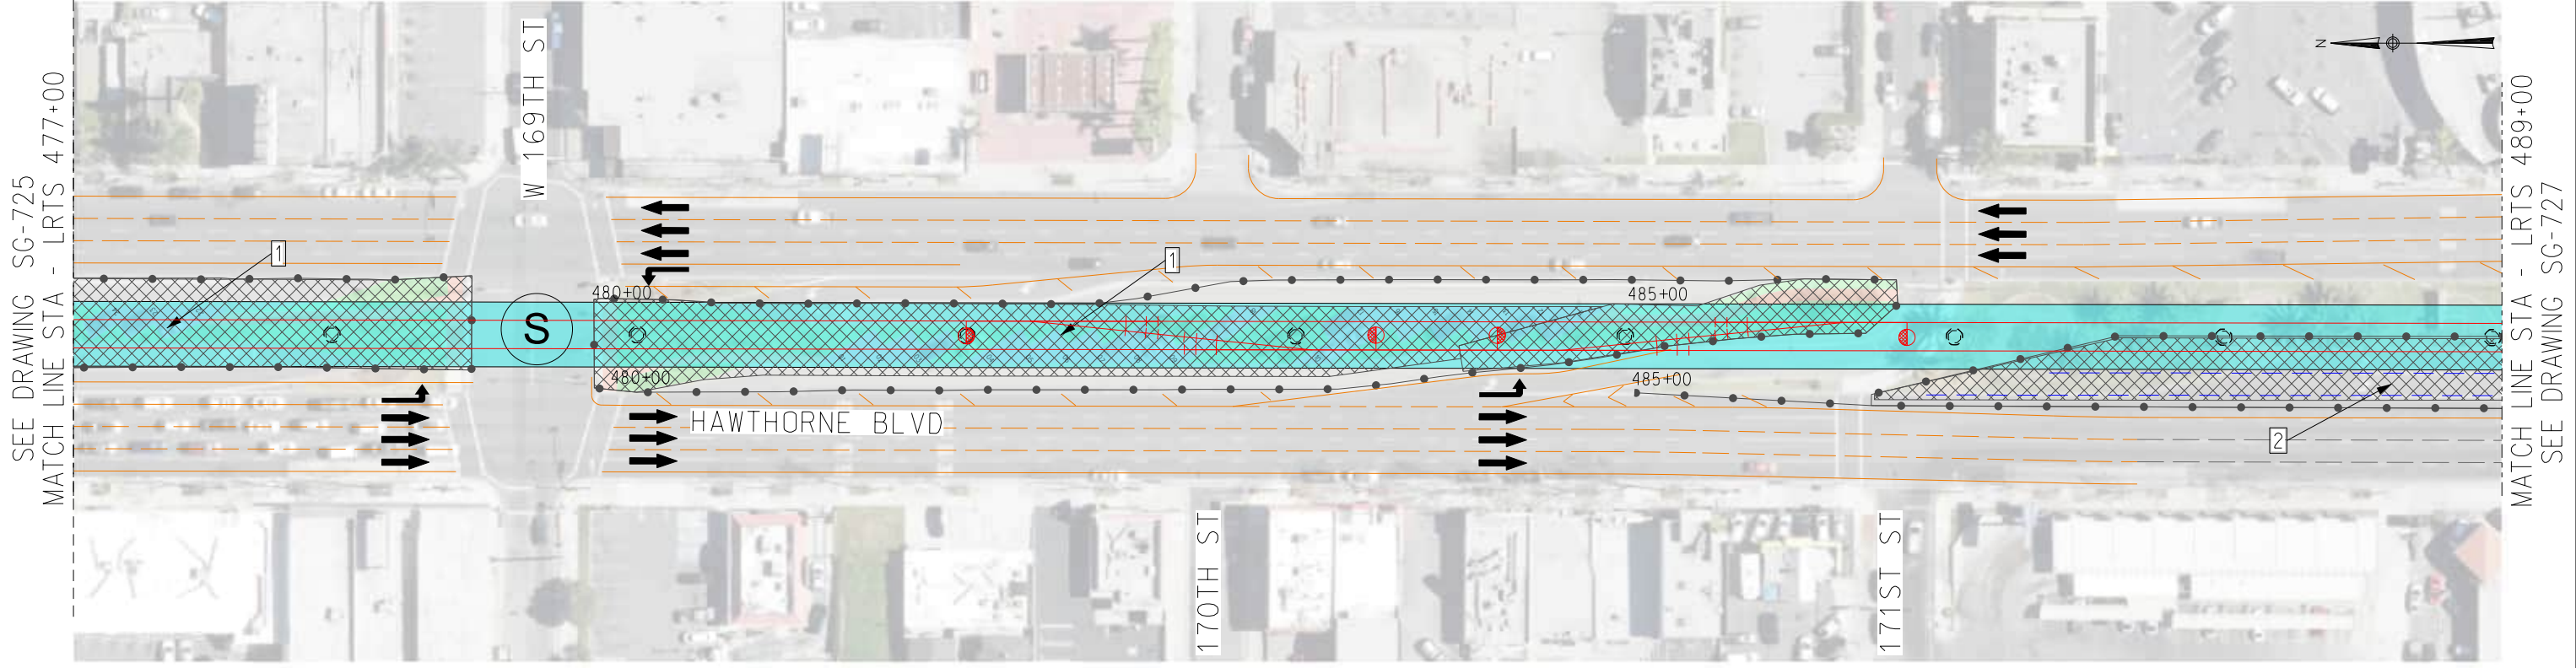 SEE DRAWING SG-725
MATCH LINE STA - LRTS 477+00
W 169TH ST
N
1
1
480+00
485+00
S
480+00
485+00
HAWTHORNE BLVD
2
170TH ST
171ST ST
MATCH LINE STA - LRTS 489+00
SEE DRAWING SG-727